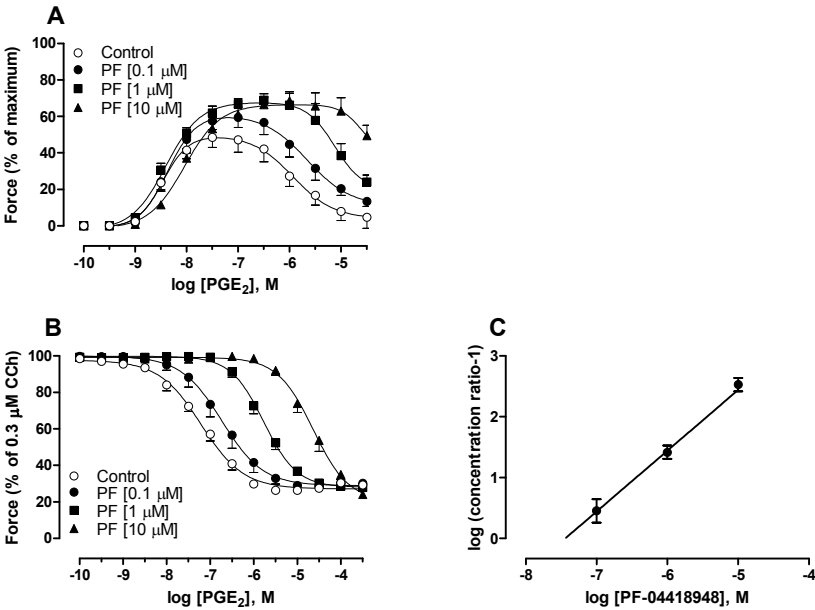 A
100
80
60
40
20
0
Force (% of maximum)
Control
PF [0.1 μM]
PF [1 μM]
PF [10 μM]
-10 -9 -8 -7 -6 -5
log [PGE2], M
B
100
80
60
40
20
0
Force (% of 0.3 μM CCh)
Control
PF [0.1 μM]
PF [1 μM]
PF [10 μM]
-10 -9 -8 -7 -6 -5 -4
log [PGE2], M
C
3
2
1
0
log (concentration ratio-1)
-8 -7 -6 -5 -4
log [PF-04418948], M